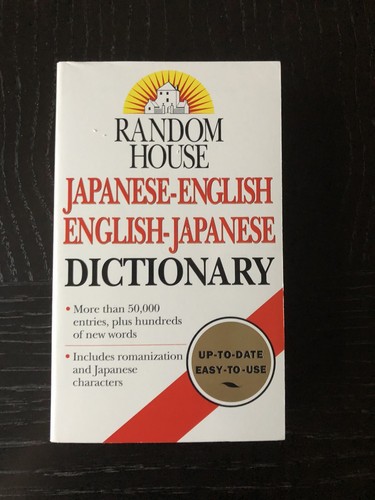 RANDOM
HOUSE
JAPANESE-ENGLISH
ENGLISH-JAPANESE
DICTIONARY
• More than 50,000
entries, plus hundreds
of new words
• Includes romanization
and Japanese
characters
UP-TO-DATE
EASY-TO-USE